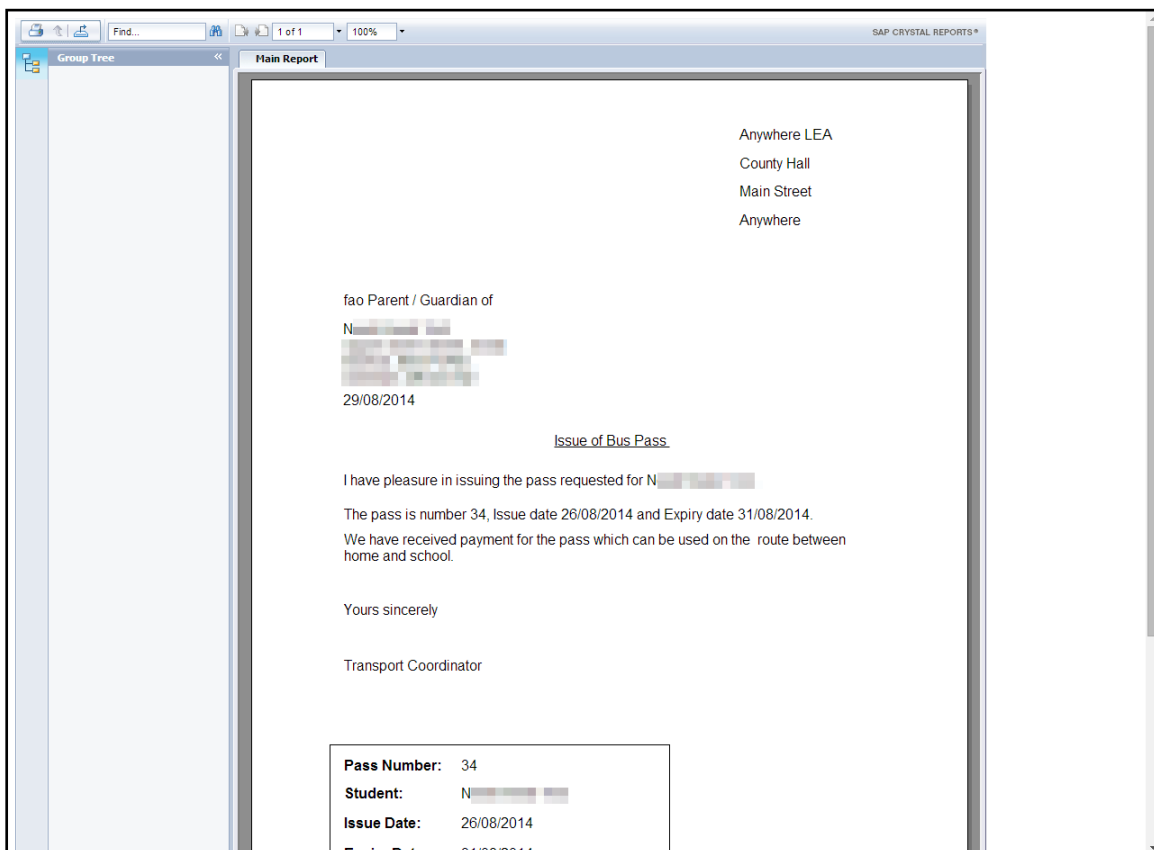 Find...
1 of 1
100%
SAP CRYSTAL REPORTS®
Group Tree
«
Main Report
Anywhere LEA
County Hall
Main Street
Anywhere
fao Parent / Guardian of
N
29/08/2014
Issue of Bus Pass
I have pleasure in issuing the pass requested for N
The pass is number 34, Issue date 26/08/2014 and Expiry date 31/08/2014.
We have received payment for the pass which can be used on the route between
home and school.
Yours sincerely
Transport Coordinator
Pass Number: 34
Student: N
Issue Date: 26/08/2014